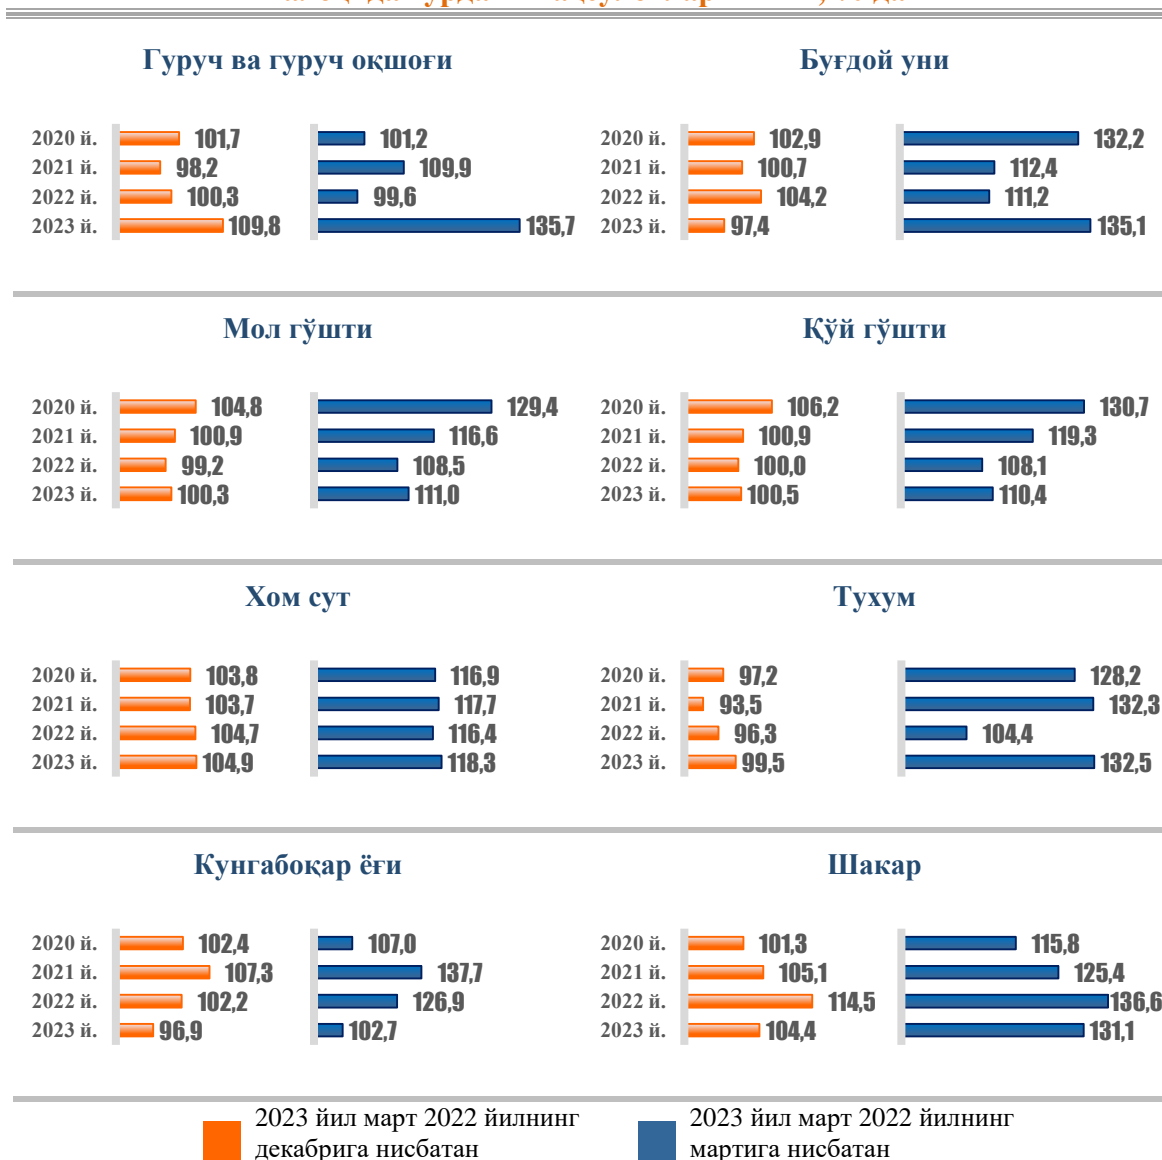 Гуруч ва гуруч оқшоғи
2020 й. 101,7 101,2
2021 й. 98,2 109,9
2022 й. 100,3 99,6
2023 й. 109,8 135,7
Буғдой уни
2020 й. 102,9 132,2
2021 й. 100,7 112,4
2022 й. 104,2 111,2
2023 й. 97,4 135,1
Мол гўшти
2020 й. 104,8 129,4
2021 й. 100,9 116,6
2022 й. 99,2 108,5
2023 й. 100,3 111,0
Қўй гўшти
2020 й. 106,2 130,7
2021 й. 100,9 119,3
2022 й. 100,0 108,1
2023 й. 100,5 110,4
Хом сут
2020 й. 103,8 116,9
2021 й. 103,7 117,7
2022 й. 104,7 116,4
2023 й. 104,9 118,3
Тухум
2020 й. 97,2 128,2
2021 й. 93,5 132,3
2022 й. 96,3 104,4
2023 й. 99,5 132,5
Кунгабоқар ёғи
2020 й. 102,4 107,0
2021 й. 107,3 137,7
2022 й. 102,2 126,9
2023 й. 96,9 102,7
Шакар
2020 й. 101,3 115,8
2021 й. 105,1 125,4
2022 й. 114,5 136,6
2023 й. 104,4 131,1
2023 йил март 2022 йилнинг
декабрига нисбатан
2023 йил март 2022 йилнинг
мартига нисбатан